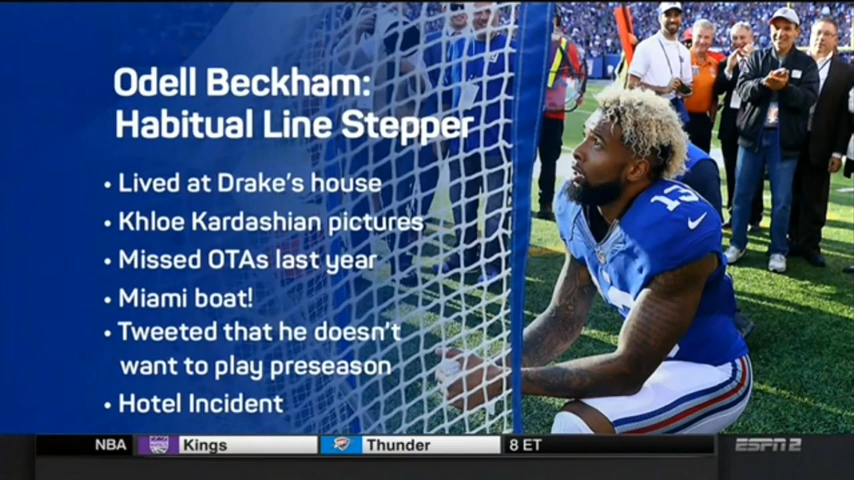 Odell Beckham:
Habitual Line Stepper
• Lived at Drake's house
• Khloe Kardashian pictures
• Missed OTAs last year
• Miami boat!
• Tweeted that he doesn't
want to play preseason
• Hotel Incident
13
NBA Kings Thunder 8 ET ESPN2